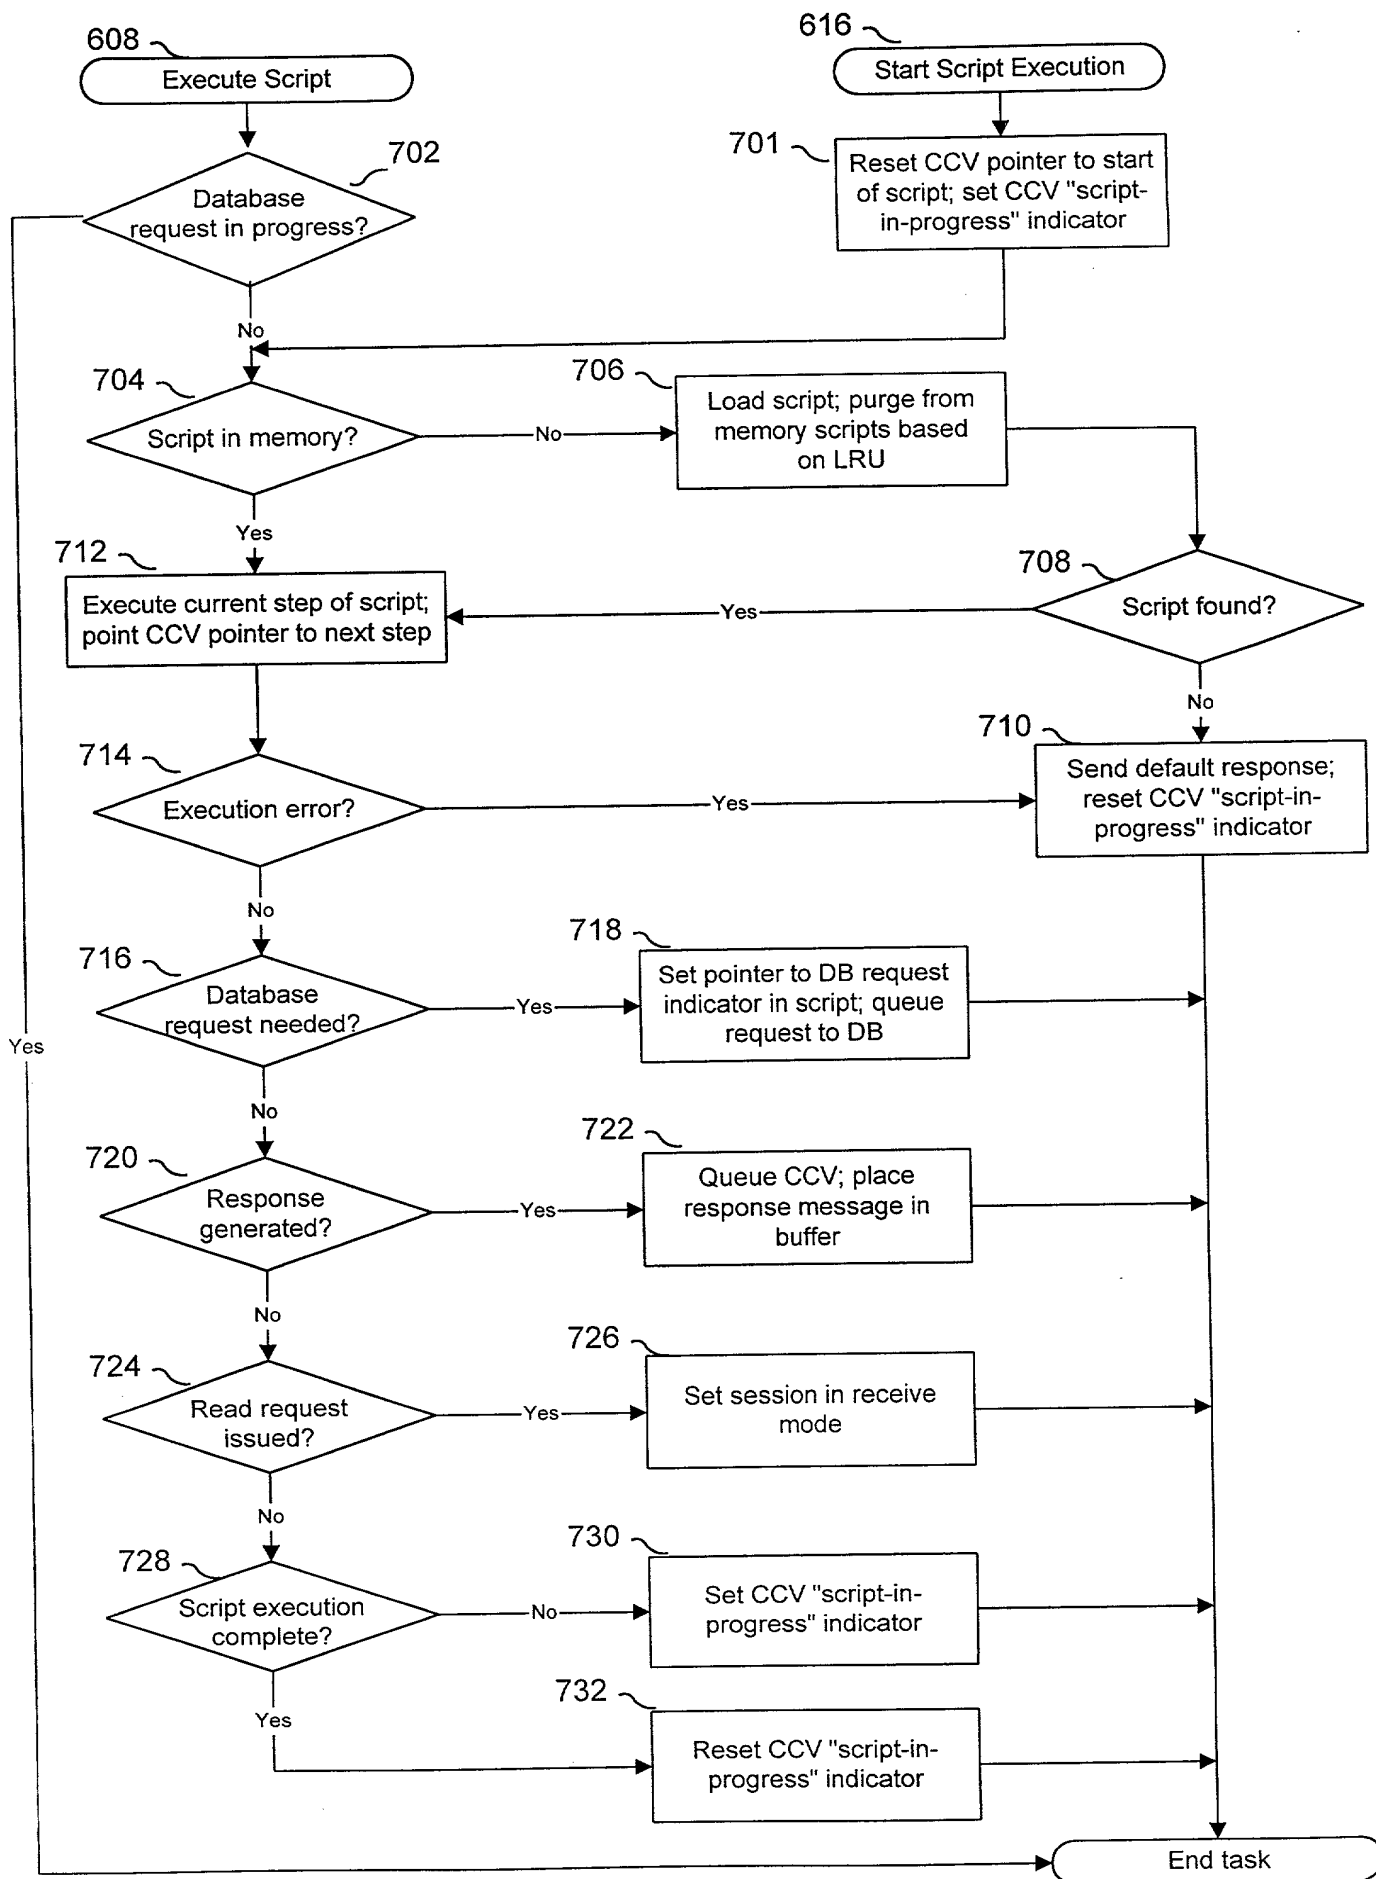 608
Execute Script
616
Start Script Execution
701
Reset CCV pointer to start
of script; set CCV "script-
in-progress" indicator
702
Database
request in progress?
No
704
Script in memory?
No
706
Load script; purge from
memory scripts based
on LRU
Yes
712
Execute current step of script;
point CCV pointer to next step
Yes
708
Script found?
No
710
Send default response;
reset CCV "script-in-
progress" indicator
714
Execution error?
Yes
No
716
Database
request needed?
Yes
718
Set pointer to DB request
indicator in script; queue
request to DB
Yes
No
720
Response
generated?
Yes
722
Queue CCV; place
response message in
buffer
No
724
Read request
issued?
Yes
726
Set session in receive
mode
No
728
Script execution
complete?
No
730
Set CCV "script-in-
progress" indicator
Yes
732
Reset CCV "script-in-
progress" indicator
End task